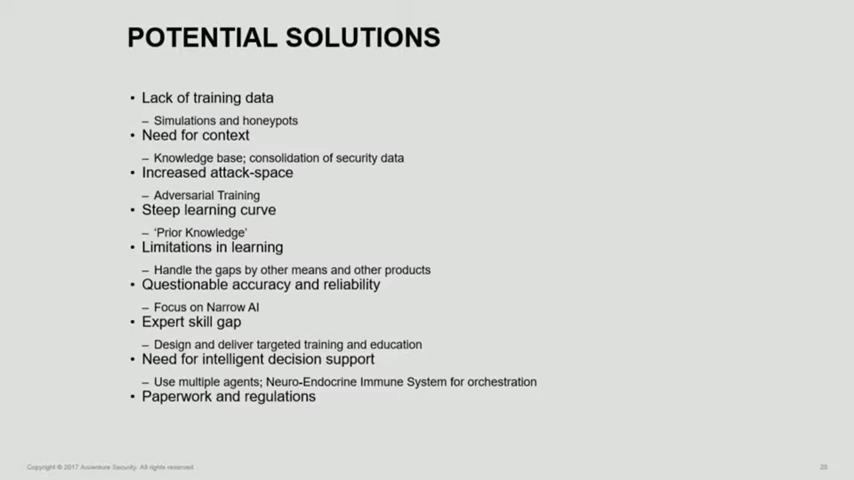 POTENTIAL SOLUTIONS
• Lack of training data
– Simulations and honeypots
• Need for context
– Knowledge base; consolidation of security data
• Increased attack-space
– Adversarial Training
• Steep learning curve
– 'Prior Knowledge'
• Limitations in learning
– Handle the gaps by other means and other products
• Questionable accuracy and reliability
– Focus on Narrow AI
• Expert skill gap
– Design and deliver targeted training and education
• Need for intelligent decision support
– Use multiple agents; Neuro-Endocrine Immune System for orchestration
• Paperwork and regulations
Copyright © 2017 Accenture Security. All rights reserved.